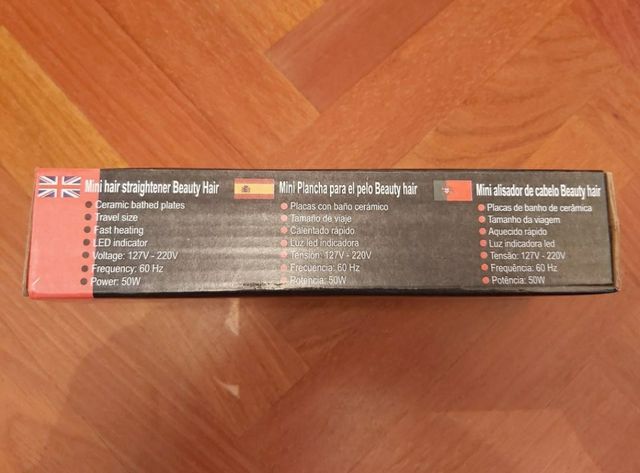 Mini hair straightener Beauty Hair
Ceramic bathed plates
Travel size
Fast heating
LED indicator
Voltage: 127V - 220V
Frequency: 60 Hz
Power: 50W
Mini Plancha para el pelo Beauty hair
Placas con baño cerámico
Tamaño de viaje
Calentado rápido
Luz led indicadora
Tensión: 127V - 220V
Frecuencia: 60 Hz
Potencia: 50W
Mini alisador de cabelo Beauty hair
Placas de banho de cerâmica
Tamanho da viagem
Aquecido rápido
Luz indicadora led
Tensão: 127V - 220V
Frequência: 60 Hz
Potência: 50W